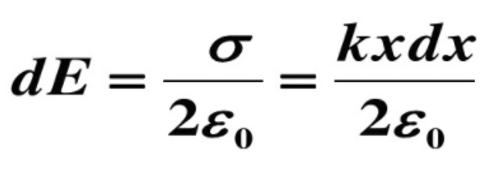 dE = σ / 2ε₀ = kxdx / 2ε₀